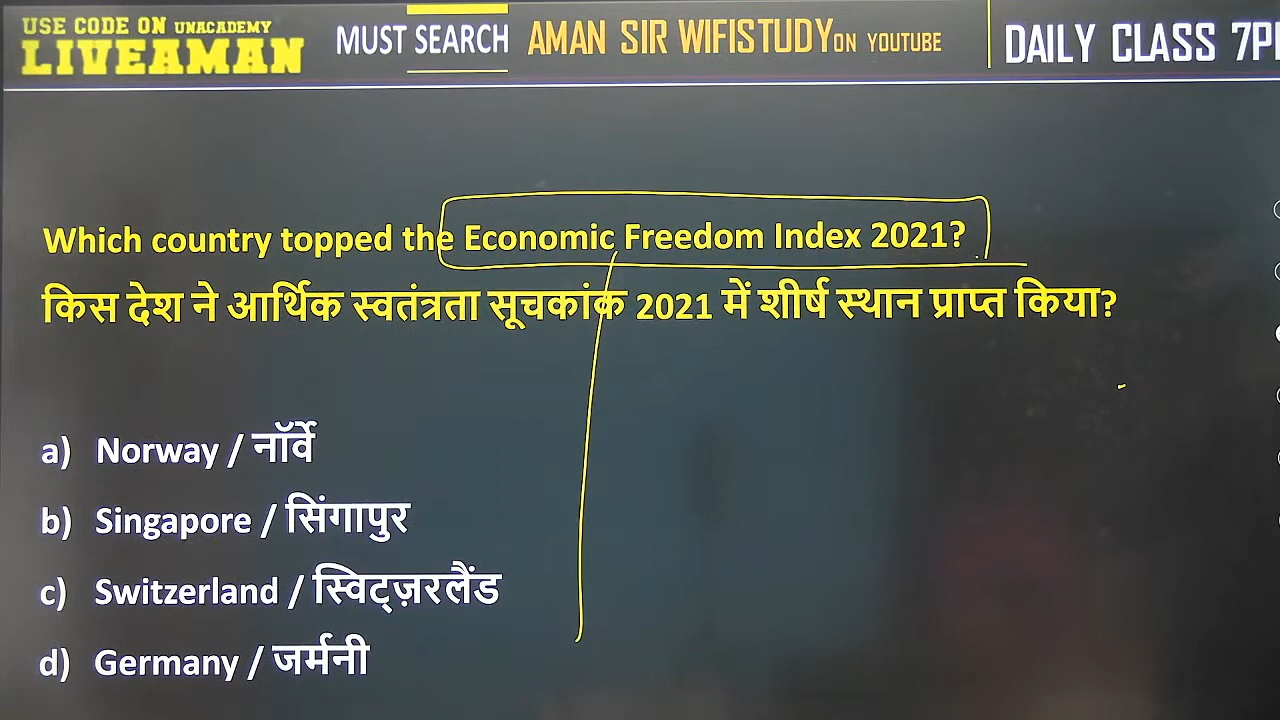 USE CODE ON UNACADEMY
LIVEAMAN
MUST SEARCH
AMAN SIR WIFISTUDY ON YOUTUBE
DAILY CLASS 7P
Which country topped the Economic Freedom Index 2021?
किस देश ने आर्थिक स्वतंत्रता सूचकांक 2021 में शीर्ष स्थान प्राप्त किया?
a) Norway / नॉर्वे
b) Singapore / सिंगापुर
c) Switzerland / स्विट्ज़रलैंड
d) Germany / जर्मनी